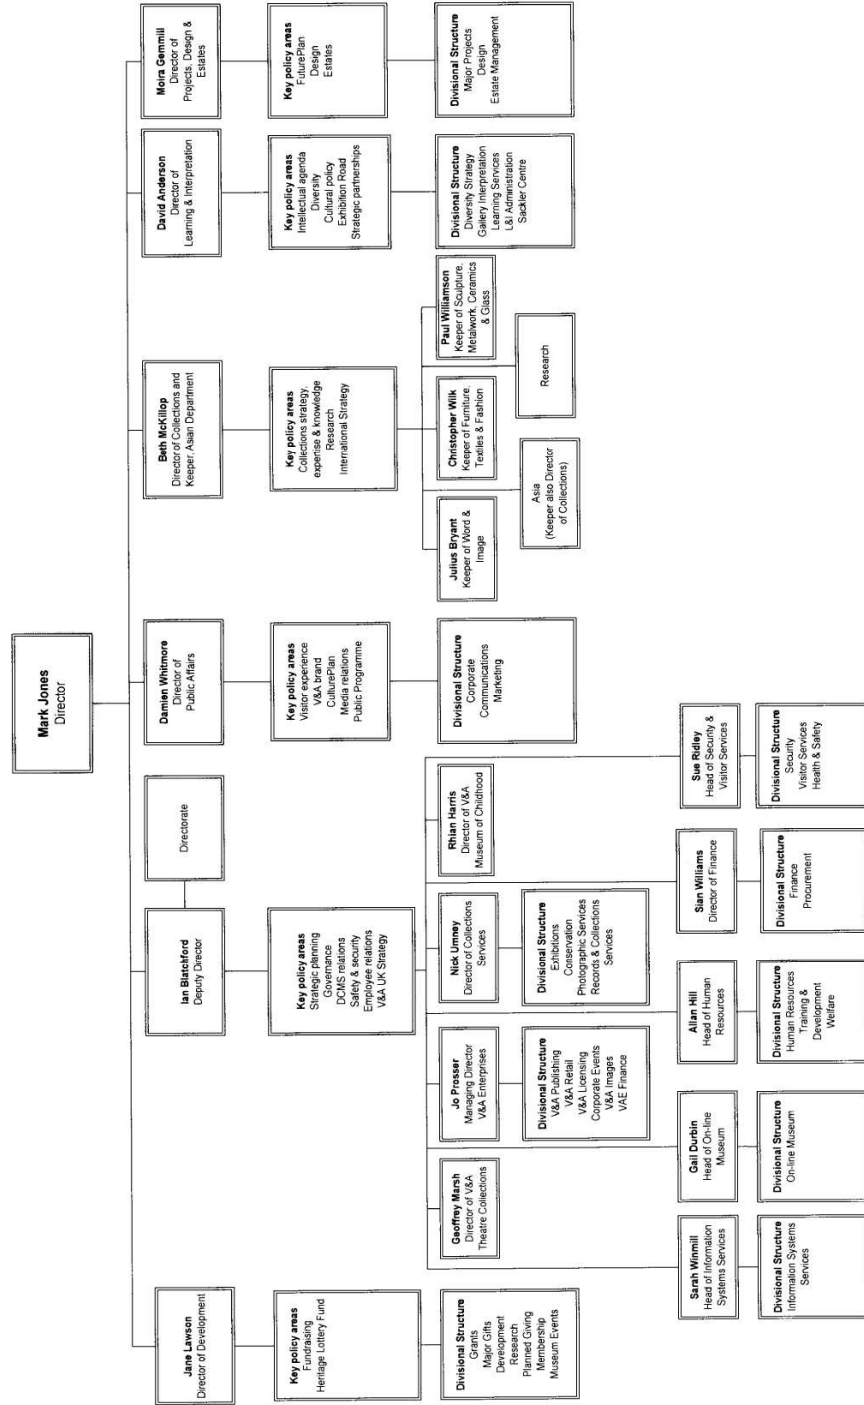 Mark Jones
Director
Jane Lawson
Director of Development
Key policy areas
Fundraising
Heritage Lottery Fund
Divisional Structure
Grants
Major Gifts
Development
Research
Planned Giving
Membership
Museum Events
Ian Blatchford
Deputy Director
Directorate
Key policy areas
Strategic planning
Governance
DCMS relations
Safety & security
Employee relations
V&A UK Strategy
Geoffrey Marsh
Director of V&A
Theatre Collections
Jo Prosser
Managing Director
V&A Enterprises
Divisional Structure
V&A Publishing
V&A Retail
V&A Licensing
Corporate Events
V&A Images
VAE Finance
Nick Umney
Director of Collections
Services
Divisional Structure
Exhibitions
Conservation
Photographic Services
Records & Collections
Services
Rhian Harris
Director of V&A
Museum of Childhood
Sarah Winmill
Head of Information
Systems Services
Divisional Structure
Information Systems
Services
Gail Durbin
Head of On-line
Museum
Divisional Structure
On-line Museum
Allan Hill
Head of Human
Resources
Divisional Structure
Human Resources
Training &
Development
Welfare
Sian Williams
Director of Finance
Divisional Structure
Finance
Procurement
Sue Ridley
Head of Security &
Visitor Services
Divisional Structure
Security
Visitor Services
Health & Safety
Damien Whitmore
Director of
Public Affairs
Key policy areas
Visitor experience
V&A brand
CulturePlan
Media relations
Public Programme
Divisional Structure
Corporate
Communications
Marketing
Beth McKillop
Director of Collections and
Keeper, Asian Department
Key policy areas
Collections strategy,
expertise & knowledge
Research
International Strategy
Julius Bryant
Keeper of Word &
Image
Christopher Wilk
Keeper of Furniture,
Textiles & Fashion
Paul Williamson
Keeper of Sculpture,
Metalwork, Ceramics
& Glass
Asia
(Keeper also Director
of Collections)
Research
David Anderson
Director of
Learning & Interpretation
Key policy areas
Intellectual agenda
Diversity
Cultural policy
Exhibition Road
Strategic partnerships
Divisional Structure
Diversity Strategy
Gallery Interpretation
Learning Services
L&I Administration
Sackler Centre
Moira Gemmill
Director of
Projects, Design &
Estates
Key policy areas
FuturePlan
Design
Estates
Divisional Structure
Major Projects
Design
Estate Management